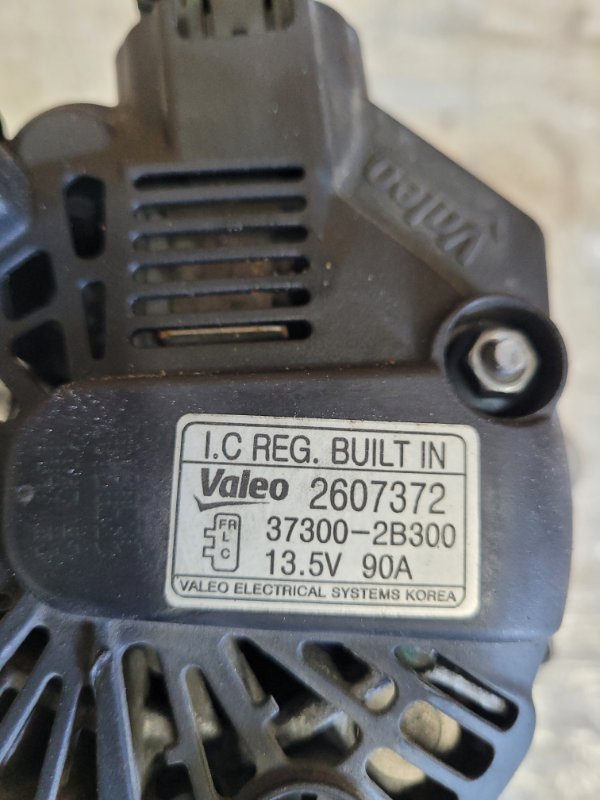 Valeo
I.C REG. BUILT IN
Valeo 2607372
FR
L
C
37300-2B300
13.5V 90A
VALEO ELECTRICAL SYSTEMS KOREA